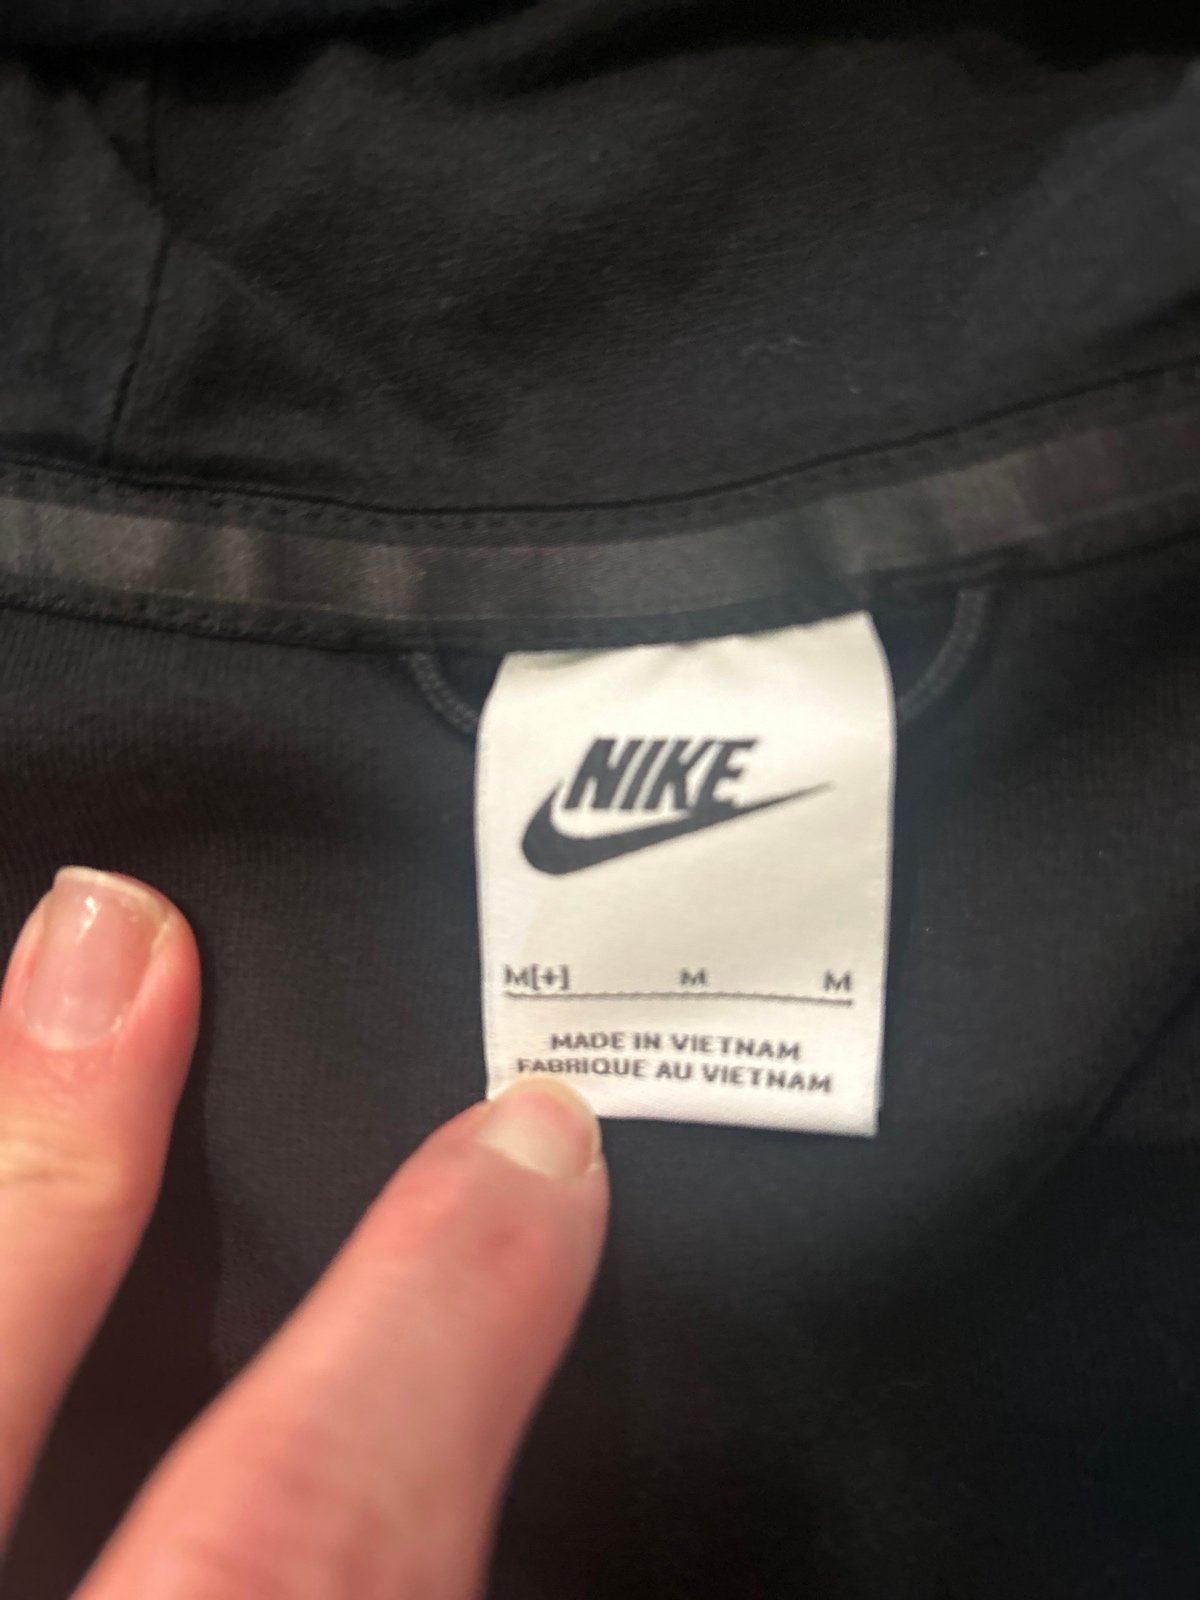 NIKE
M[+] M M
MADE IN VIETNAM
FABRIQUE AU VIETNAM